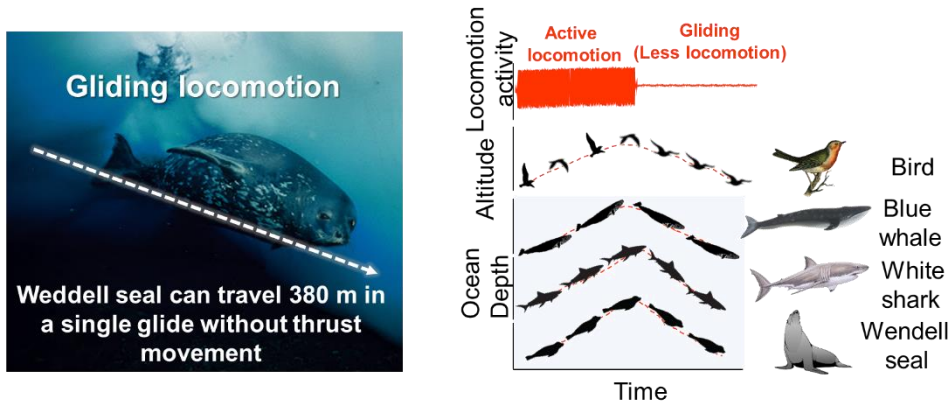 Gliding locomotion
Weddell seal can travel 380 m in
a single glide without thrust
movement
Locomotion
activity
Active
locomotion
Gliding
(Less locomotion)
Altitude
Ocean
Depth
Time
Bird
Blue
whale
White
shark
Wendell
seal